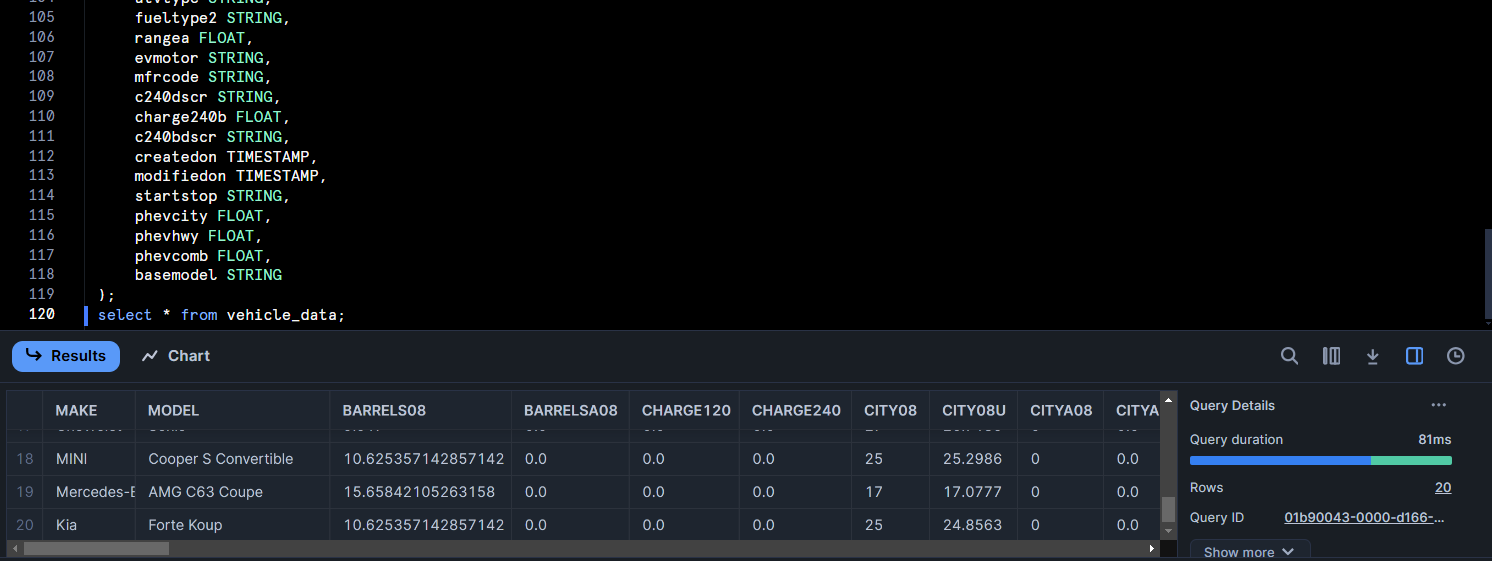 105 fueltype2 STRING,
106 rangea FLOAT,
107 evmotor STRING,
108 mfrcode STRING,
109 c240dscr STRING,
110 charge240b FLOAT,
111 c240bdscr STRING,
112 createdon TIMESTAMP,
113 modifiedon TIMESTAMP,
114 startstop STRING,
115 phevcity FLOAT,
116 phevhwy FLOAT,
117 phevcomb FLOAT,
118 basemodel STRING
119 );
120 select * from vehicle_data;
Results Chart
MAKE MODEL BARRELS08 BARRELSA08 CHARGE120 CHARGE240 CITY08 CITY08U CITYA08 CITYA
18 MINI Cooper S Convertible 10.625357142857142 0.0 0.0 0.0 25 25.2986 0 0.0
19 Mercedes-B AMG C63 Coupe 15.65842105263158 0.0 0.0 0.0 17 17.0777 0 0.0
20 Kia Forte Koup 10.625357142857142 0.0 0.0 0.0 25 24.8563 0 0.0
Query Details
Query duration 81ms
Rows 20
Query ID 01b90043-0000-d166-...
Show more